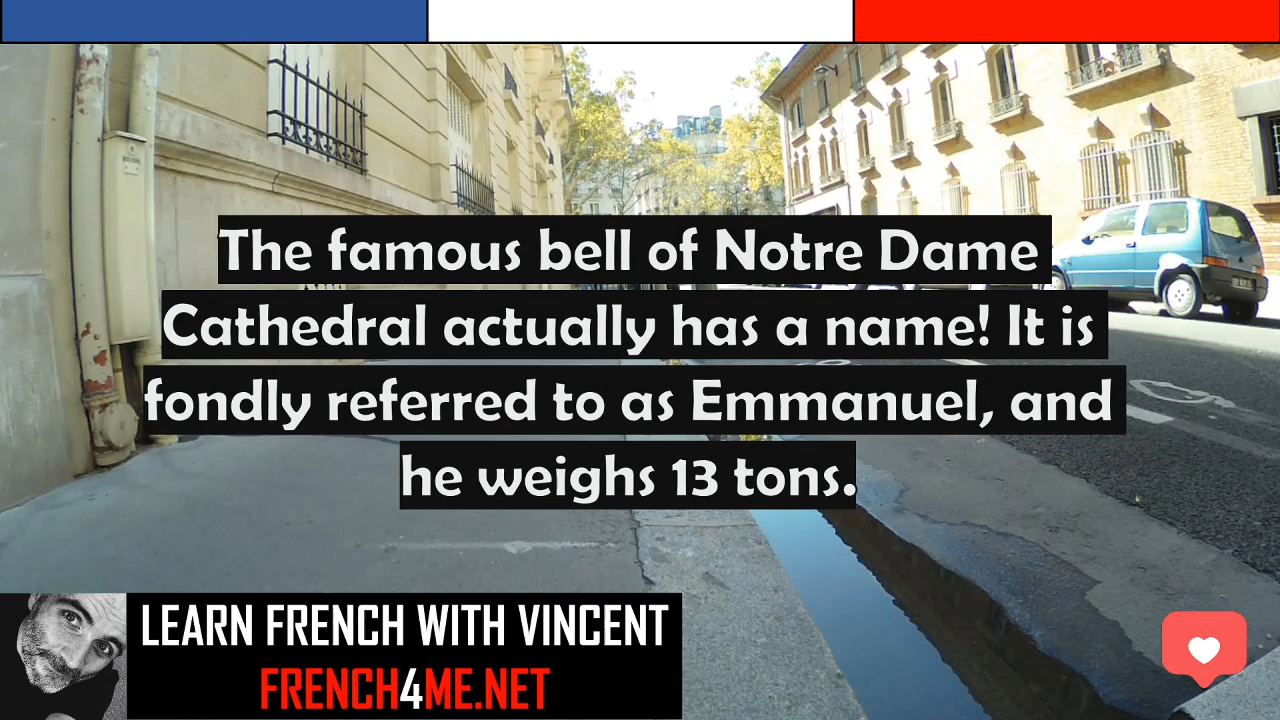 The famous bell of Notre Dame
Cathedral actually has a name! It is
fondly referred to as Emmanuel, and
he weighs 13 tons.
LEARN FRENCH WITH VINCENT
FRENCH4ME.NET